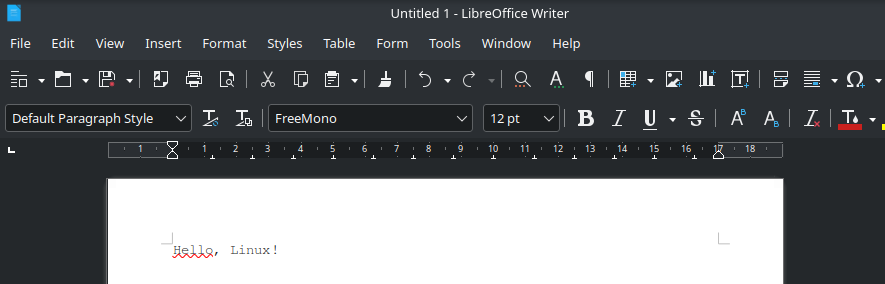 Untitled 1 - LibreOffice Writer
File Edit View Insert Format Styles Table Form Tools Window Help
Default Paragraph Style FreeMono 12 pt B I U S A B A B I T
1 1 2 3 4 5 6 7 8 9 10 11 12 13 14 15 16 17 18
Hello, Linux!